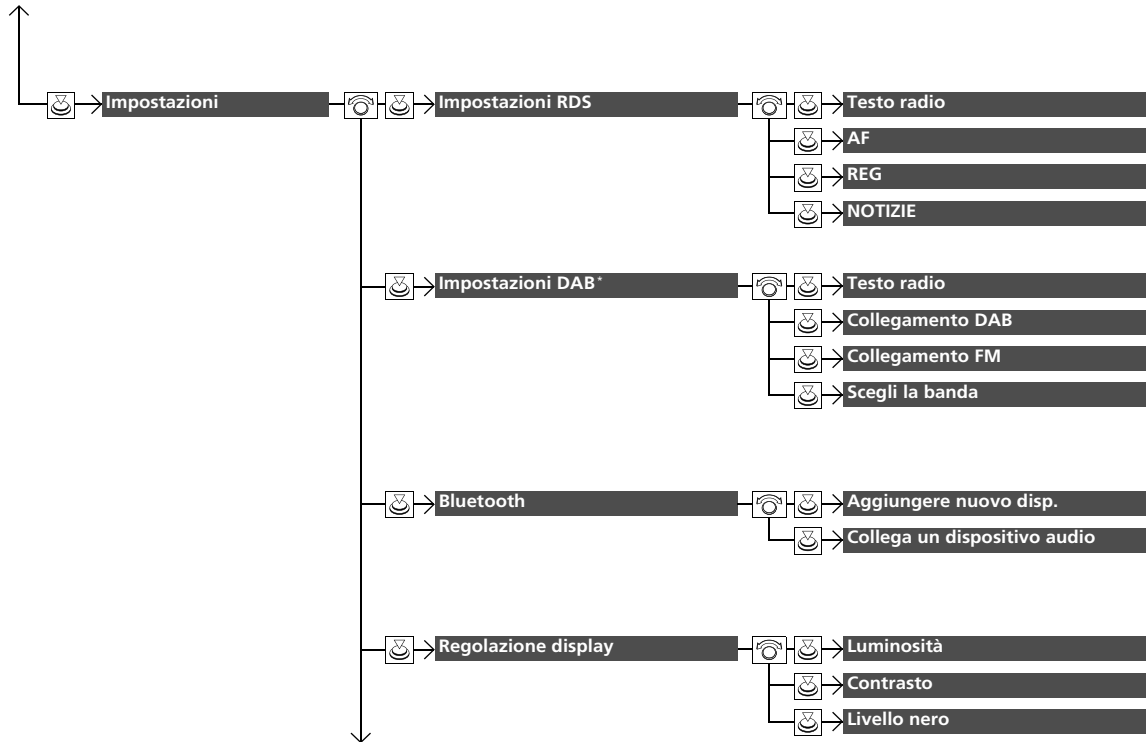 Impostazioni
Impostazioni RDS
Testo radio
AF
REG
NOTIZIE
Impostazioni DAB*
Testo radio
Collegamento DAB
Collegamento FM
Scegli la banda
Bluetooth
Aggiungere nuovo disp.
Collega un dispositivo audio
Regolazione display
Luminosità
Contrasto
Livello nero